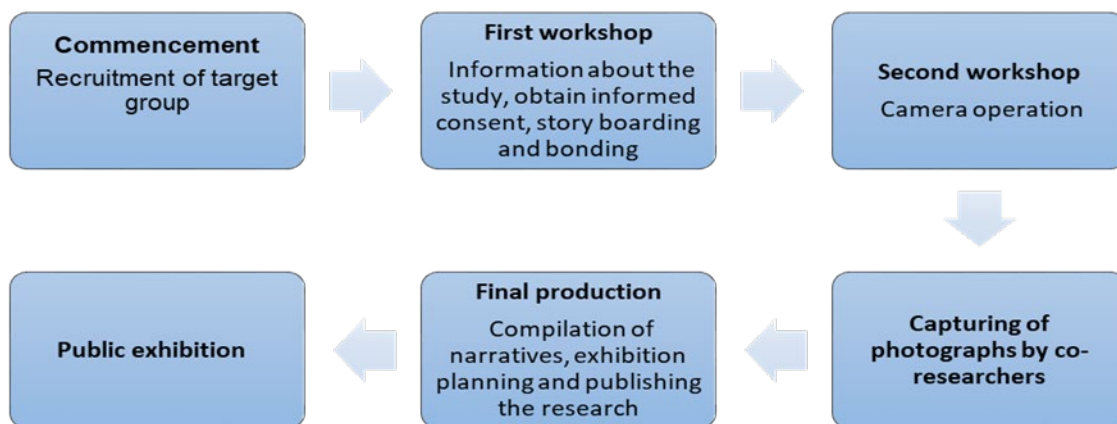 Commencement
Recruitment of target
group
First workshop
Information about the
study, obtain informed
consent, story boarding
and bonding
Second workshop
Camera operation
Capturing of
photographs by co-
researchers
Final production
Compilation of
narratives, exhibition
planning and publishing
the research
Public exhibition